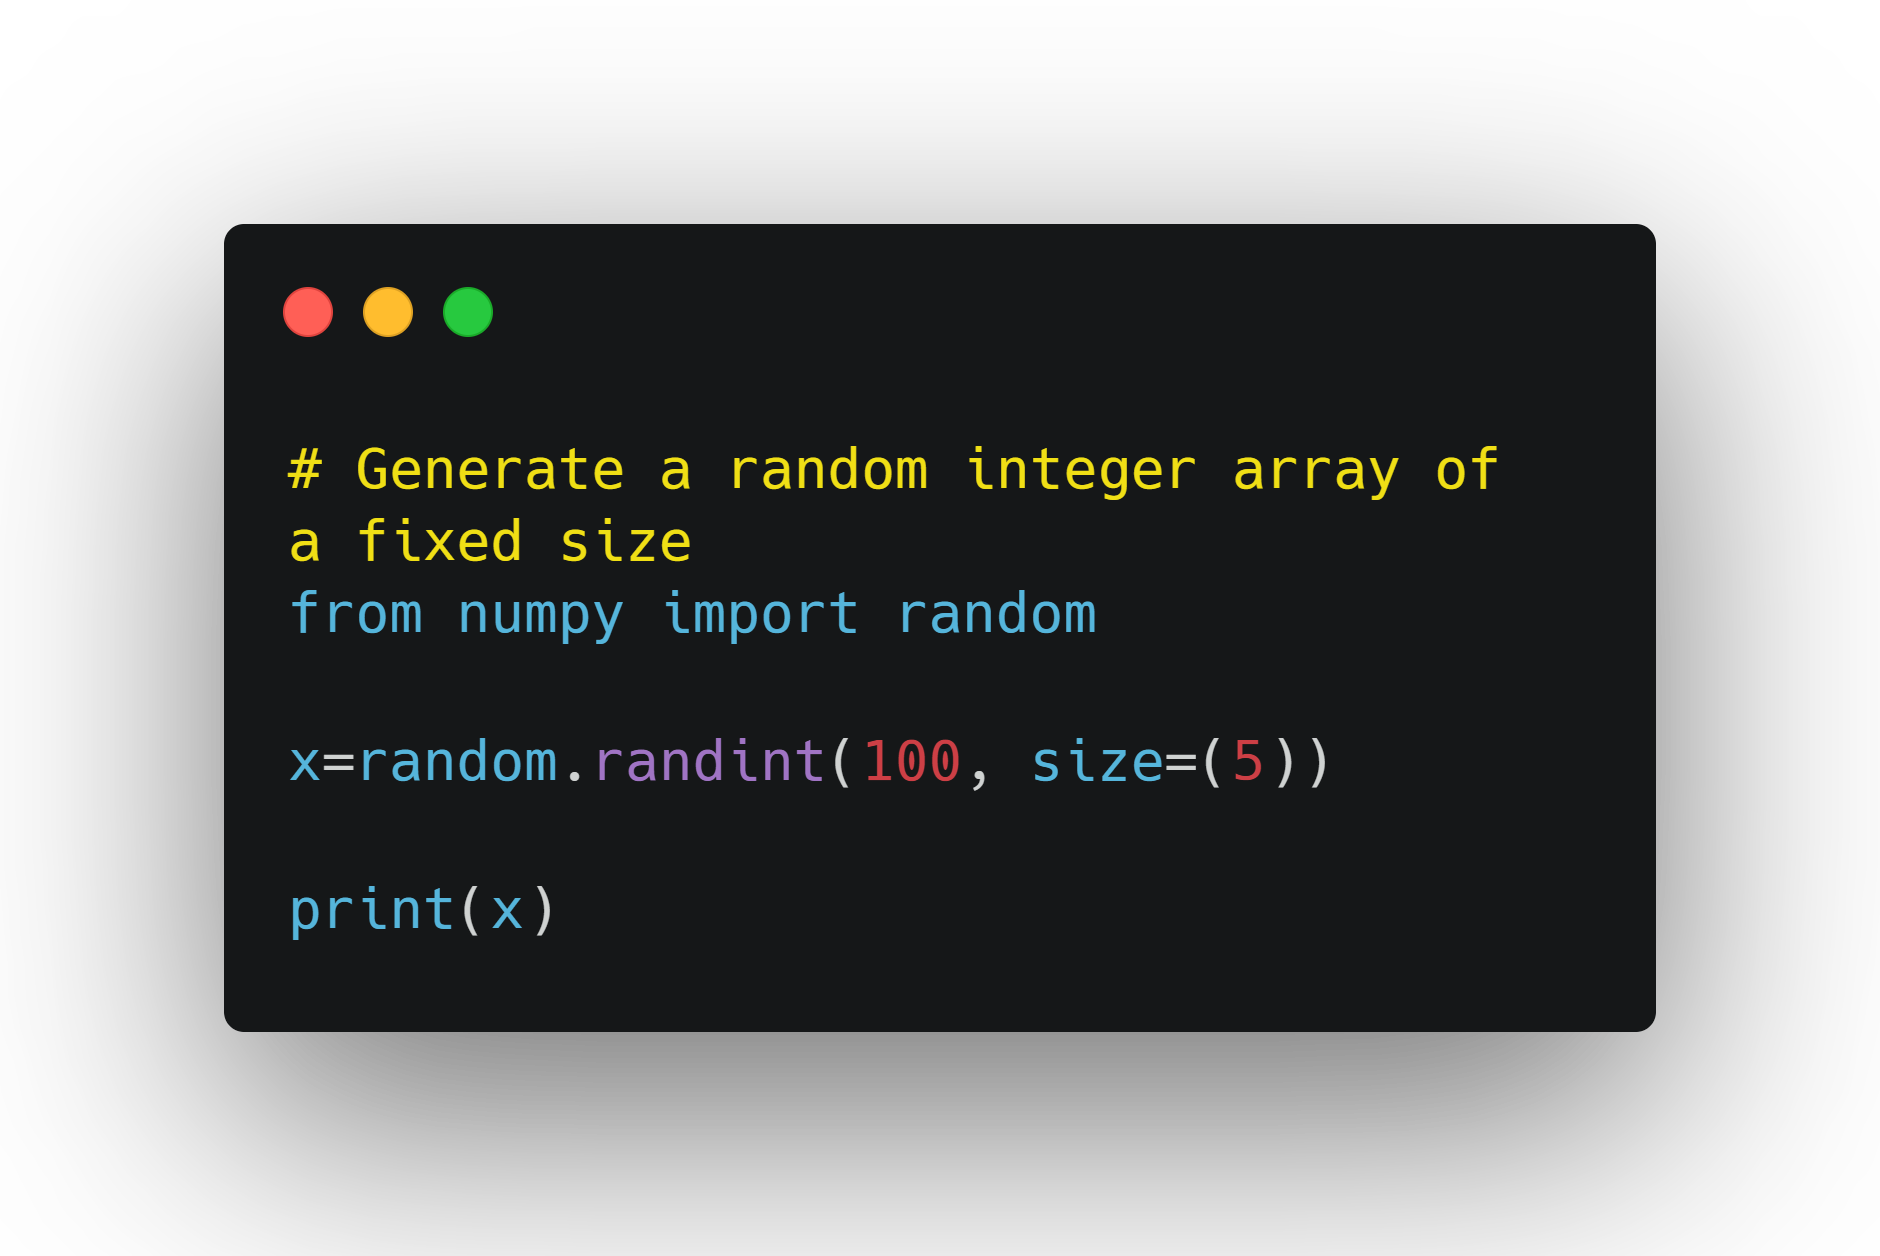 # Generate a random integer array of
a fixed size
from numpy import random

x=random.randint(100, size=(5))

print(x)